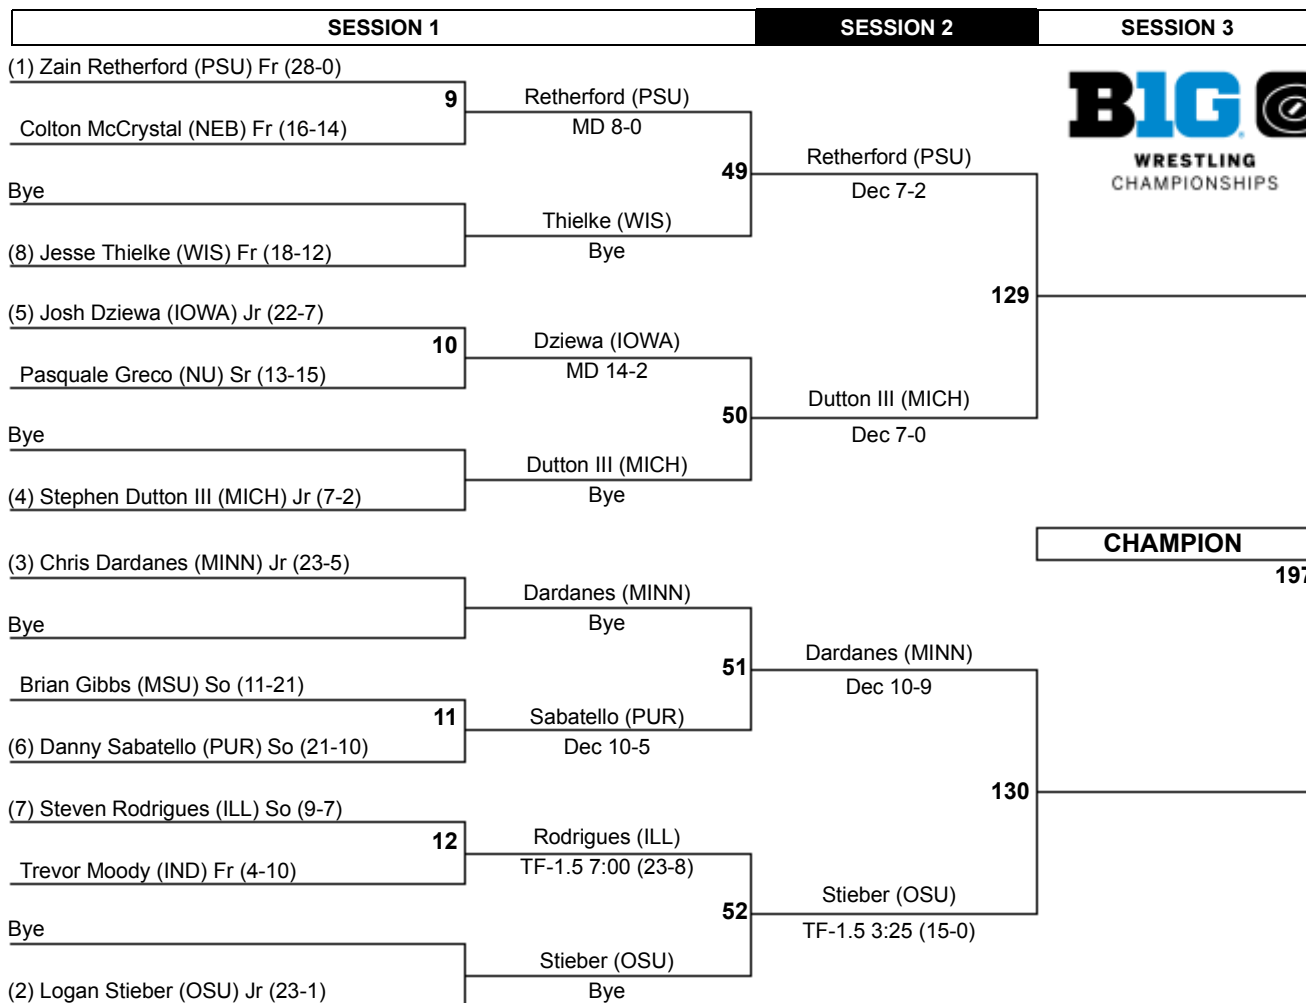 SESSION 1
SESSION 2
SESSION 3
(1) Zain Retherford (PSU) Fr (28-0)
9
Colton McCrystal (NEB) Fr (16-14)
Retherford (PSU)
MD 8-0
Bye
(8) Jesse Thielke (WIS) Fr (18-12)
Thielke (WIS)
Bye
49
Retherford (PSU)
Dec 7-2
(5) Josh Dziewa (IOWA) Jr (22-7)
10
Pasquale Greco (NU) Sr (13-15)
Dziewa (IOWA)
MD 14-2
Bye
(4) Stephen Dutton III (MICH) Jr (7-2)
Dutton III (MICH)
Bye
50
Dutton III (MICH)
Dec 7-0
129
(3) Chris Dardanes (MINN) Jr (23-5)
Bye
Dardanes (MINN)
Bye
Brian Gibbs (MSU) So (11-21)
11
(6) Danny Sabatello (PUR) So (21-10)
Sabatello (PUR)
Dec 10-5
51
Dardanes (MINN)
Dec 10-9
(7) Steven Rodrigues (ILL) So (9-7)
12
Trevor Moody (IND) Fr (4-10)
Rodrigues (ILL)
TF-1.5 7:00 (23-8)
Bye
(2) Logan Stieber (OSU) Jr (23-1)
Stieber (OSU)
Bye
52
Stieber (OSU)
TF-1.5 3:25 (15-0)
130
B1G
WRESTLING
CHAMPIONSHIPS
CHAMPION
197